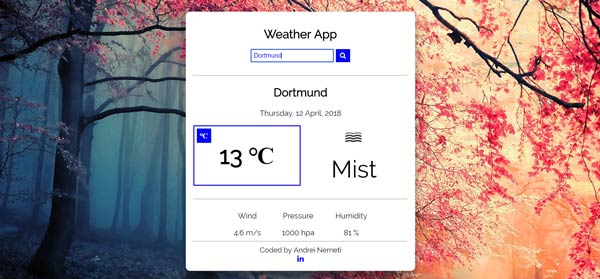 Weather App
Dortmund
Dortmund
Thursday, 12 April, 2018
°C
13 °C
Mist
Wind Pressure Humidity
4.6 m/s 1000 hpa 81 %
Coded by Andrei Nemeti
in